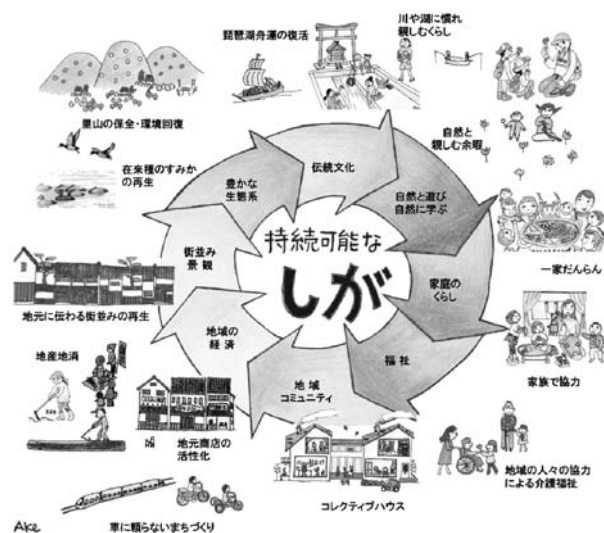 琵琶湖舟運の復活
川や湖に慣れ
親しむくらし
里山の保全・環境回復
自然と
親しむ余暇
在来種のすみか
の再生
伝統文化
豊かな
生態系
自然と遊び
自然に学ぶ
街並み
景観
持続可能な
しが
一家だんらん
家庭の
くらし
地元に伝わる街並みの再生
地域の
経済
福祉
地域
コミュニティ
家族で協力
地産地消
地元商店の
活性化
コレクティブハウス
地域の人々の協力
による介護福祉
車に頼らないまちづくり
Ake